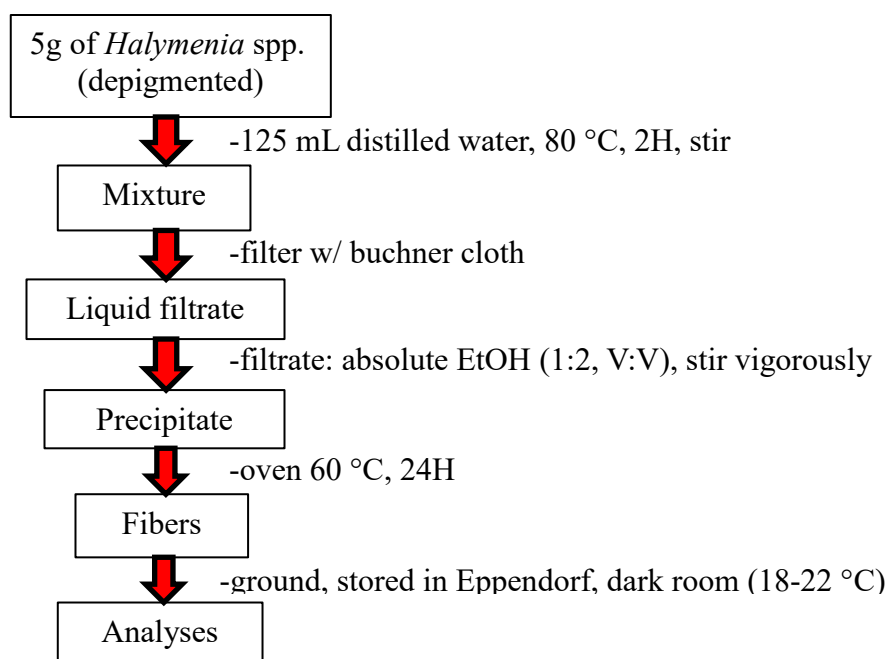 5g of Halymenia spp.
(depigmented)
-125 mL distilled water, 80 °C, 2H, stir
Mixture
-filter w/ buchner cloth
Liquid filtrate
-filtrate: absolute EtOH (1:2, V:V), stir vigorously
Precipitate
-oven 60 °C, 24H
Fibers
-ground, stored in Eppendorf, dark room (18-22 °C)
Analyses